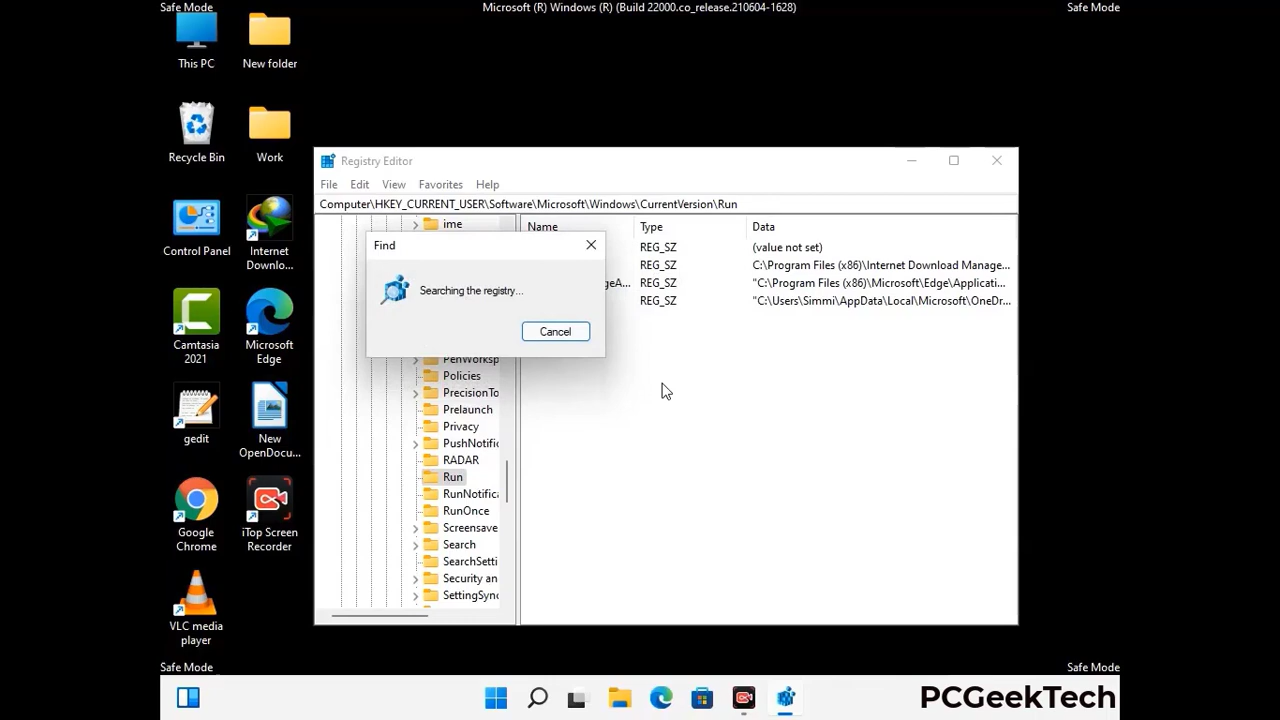 Safe Mode
Microsoft (R) Windows (R) (Build 22000.co_release.210604-1628)
Safe Mode
This PC
New folder
Recycle Bin
Work
Control Panel
Internet
Downlo...
Camtasia
2021
Microsoft
Edge
gedit
New
OpenDocu...
Google
Chrome
iTop Screen
Recorder
VLC media
player
Registry Editor
File Edit View Favorites Help
Computer\HKEY_CURRENT_USER\Software\Microsoft\Windows\CurrentVersion\Run
ime
Find
Searching the registry...
Cancel
PenWorksp
Policies
PrecisionTo
Prelaunch
Privacy
PushNotific
RADAR
Run
RunNotifica
RunOnce
Screensave
Search
SearchSetti
Security an
SettingSync
Name Type Data
REG_SZ (value not set)
REG_SZ C:\Program Files (x86)\Internet Download Manage...
geA... REG_SZ "C:\Program Files (x86)\Microsoft\Edge\Applicati...
REG_SZ "C:\Users\Simmi\AppData\Local\Microsoft\OneDr...
Safe Mode
Safe Mode
PCGeekTech